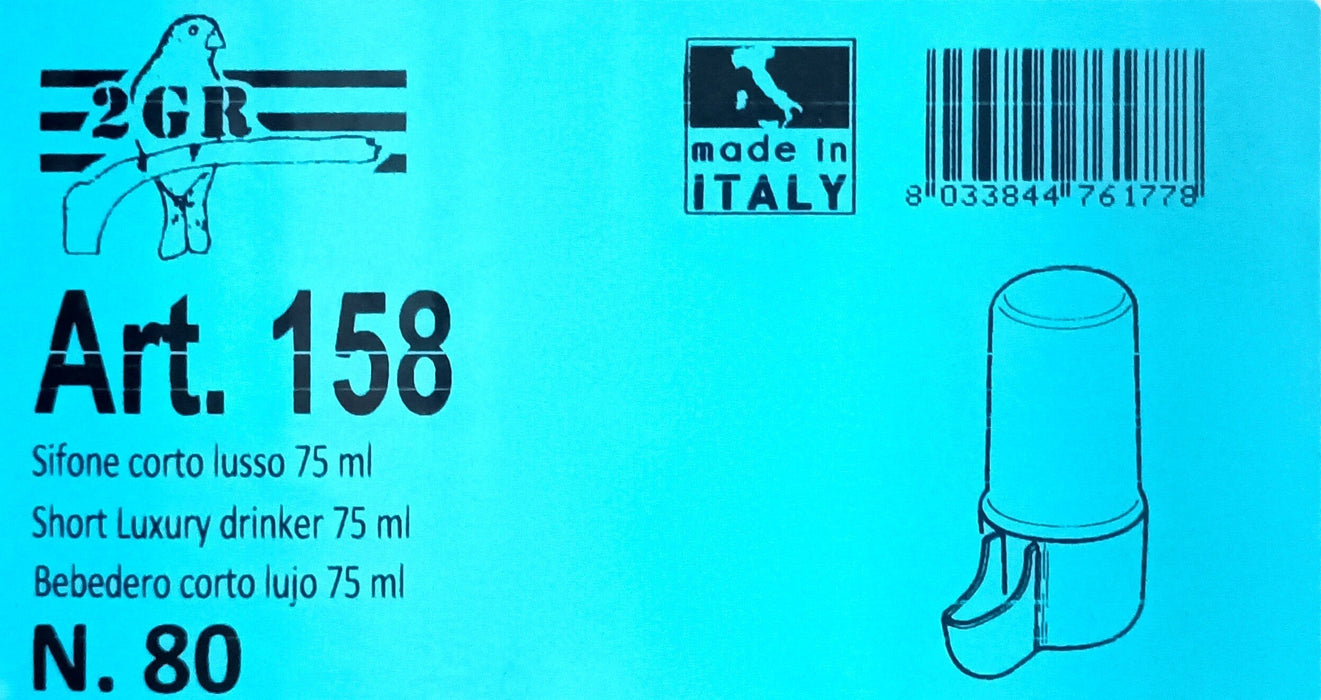 2GR
made in
ITALY
8 033844 761778
Art. 158
Sifone corto lusso 75 ml
Short Luxury drinker 75 ml
Bebedero corto lujo 75 ml
N. 80